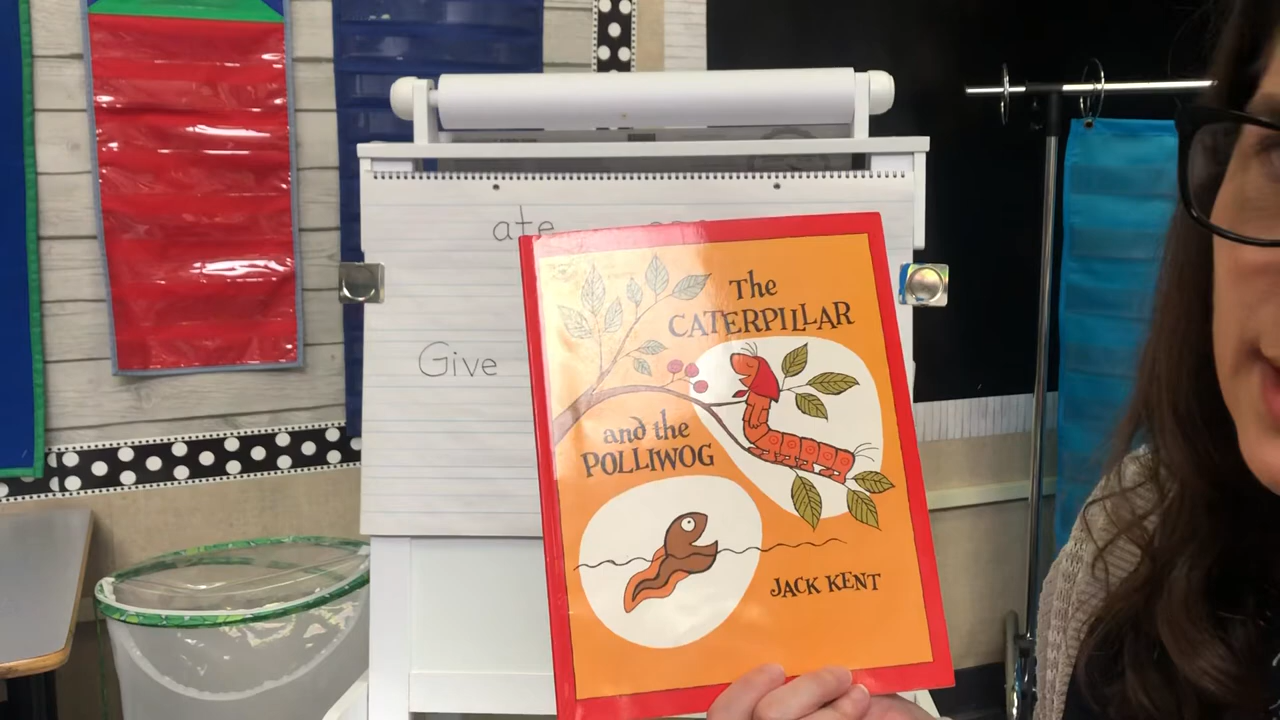 ate
Give
The
CATERPILLAR
and the
POLLIWOG
JACK KENT